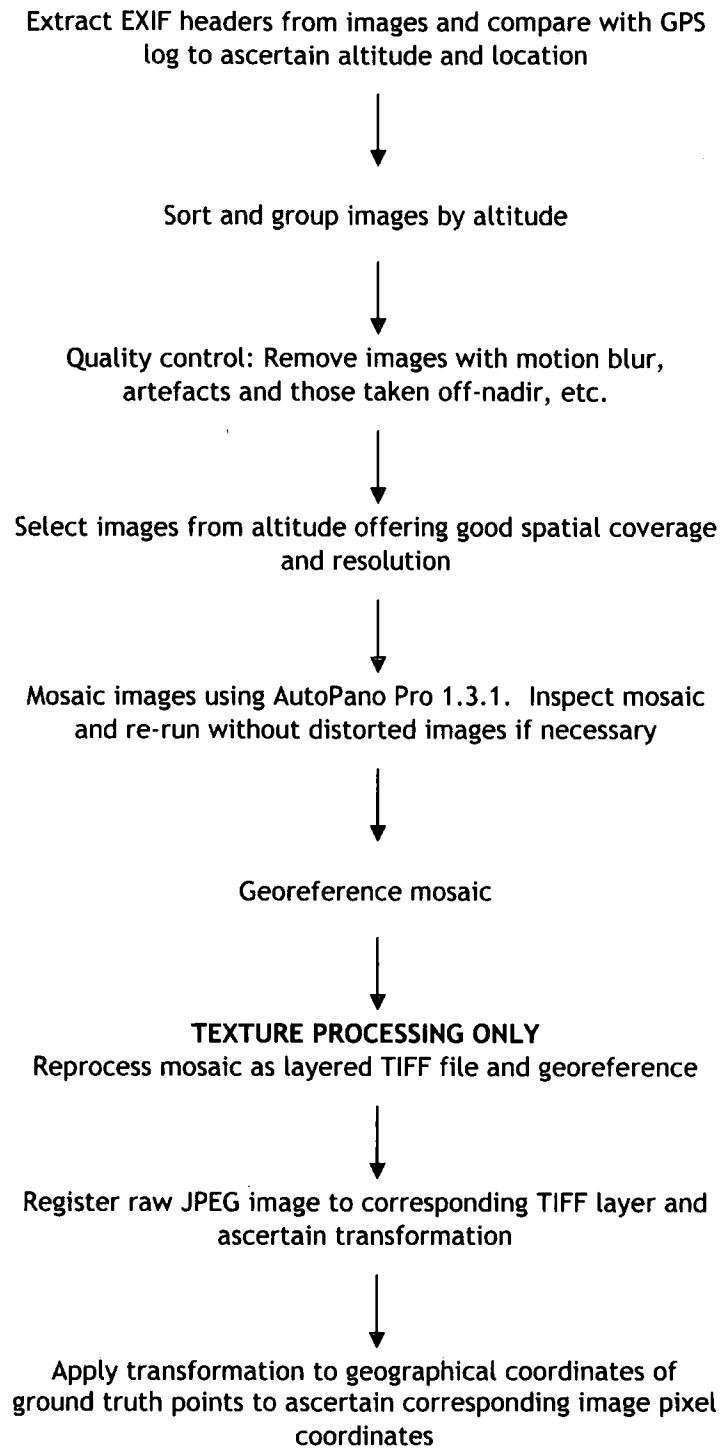 Extract EXIF headers from images and compare with GPS
log to ascertain altitude and location
Sort and group images by altitude
Quality control: Remove images with motion blur,
artefacts and those taken off-nadir, etc.
Select images from altitude offering good spatial coverage
and resolution
Mosaic images using AutoPano Pro 1.3.1. Inspect mosaic
and re-run without distorted images if necessary
Georeference mosaic
TEXTURE PROCESSING ONLY
Reprocess mosaic as layered TIFF file and georeference
Register raw JPEG image to corresponding TIFF layer and
ascertain transformation
Apply transformation to geographical coordinates of
ground truth points to ascertain corresponding image pixel
coordinates